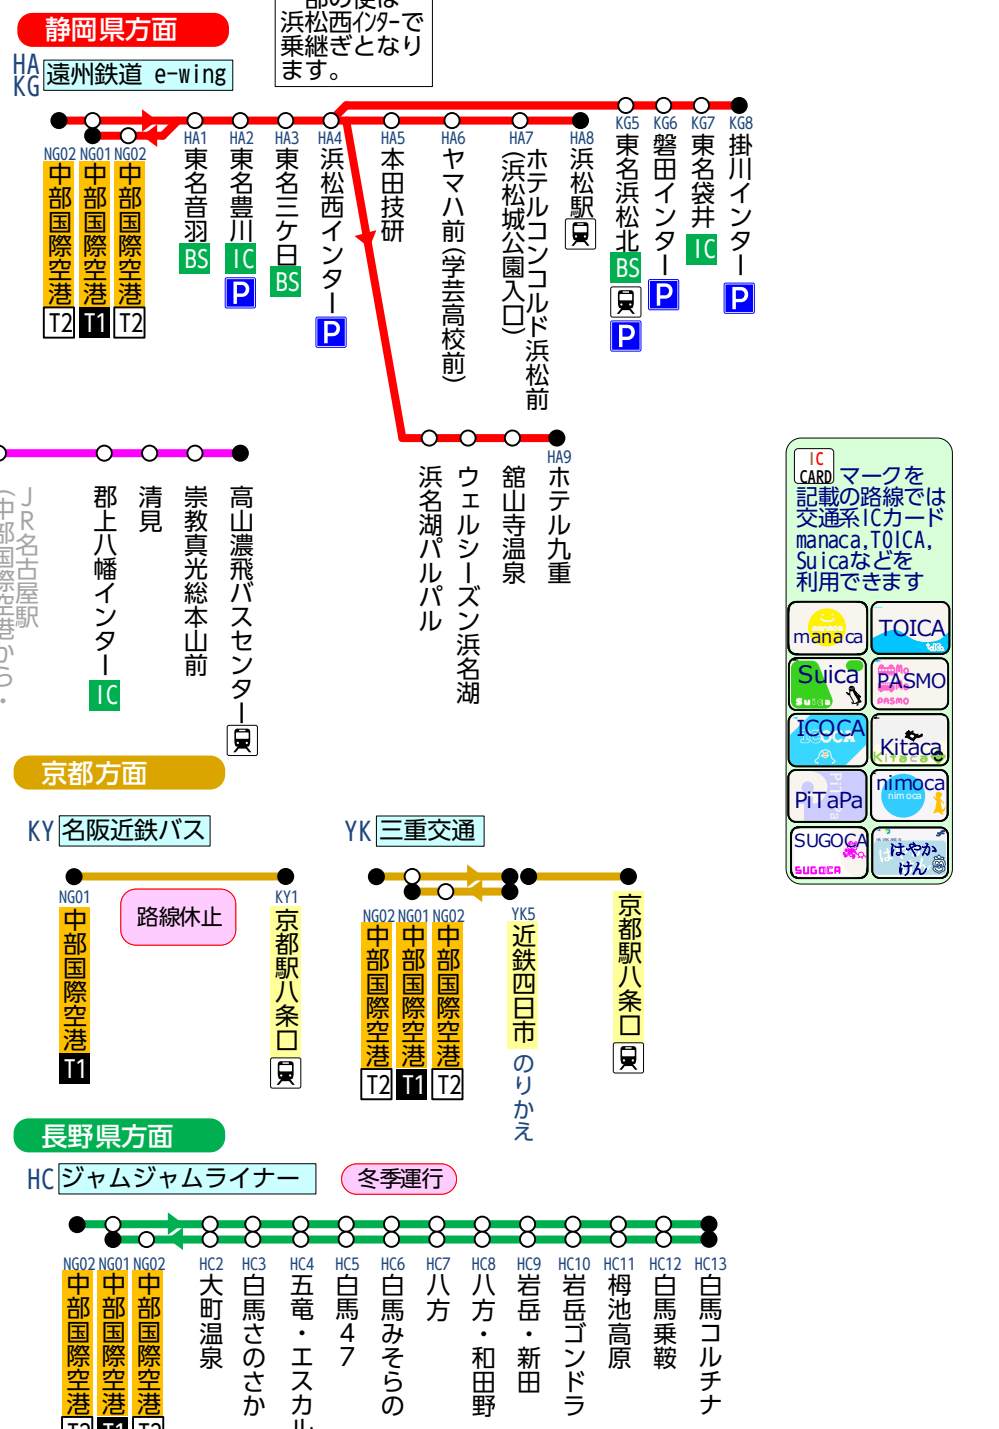 静岡県方面
部の便は
浜松西インターで
乗継ぎとなり
ます。
HA
KG
遠州鉄道 e-wing
NG02
中部国際空港
T2
NG01
中部国際空港
T1
NG02
中部国際空港
T2
HA1
東名音羽
BS
HA2
東名豊川
IC
P
HA3
東名三ケ日
BS
HA4
浜松西インター
P
HA5
本田技研
HA6
ヤマハ前(学芸高校前)
HA7
ホテルコンコルド浜松前
(浜松城公園入口)
HA8
浜松駅
KG5
東名浜松北
BS
P
KG6
磐田インター
P
KG7
東名袋井
IC
KG8
掛川インター
P
浜名湖パルパル
ウェルシーズン浜名湖
舘山寺温泉
HA9
ホテル九重
JR名古屋駅
(中部国際空港から・
郡上八幡インター
IC
清見
崇教真光総本山前
高山濃飛バスセンター
IC
CARD
マークを
記載の路線では
交通系ICカード
manaca,TOICA,
Suicaなどを
利用できます
manaca
TOICA
Suica
Suica
PASMO
PASMO
ICOCA
ICOCA
Kitaca
Kitaca
PiTaPa
PiTaPa
nimoca
nimoca
SUGOCA
SUGOCA
はやか
けん
京都方面
KY
名阪近鉄バス
NG01
中部国際空港
T1
路線休止
KY1
京都駅八条口
YK
三重交通
NG02
中部国際空港
T2
NG01
中部国際空港
T1
NG02
中部国際空港
T2
YK5
近鉄四日市
のりかえ
京都駅八条口
長野県方面
HC
ジャムジャムライナー
冬季運行
NG02
中部国際空港
T2
NG01
中部国際空港
T1
NG02
中部国際空港
T2
HC2
大町温泉
HC3
白馬さのさか
HC4
五竜・エスカル
HC5
白馬47
HC6
白馬みそらの
HC7
八方
HC8
八方・和田野
HC9
岩岳・新田
HC10
岩岳ゴンドラ
HC11
栂池高原
HC12
白馬乗鞍
HC13
白馬コルチナ